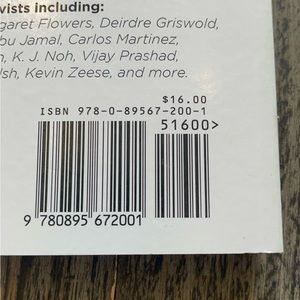 vists including:
garet Flowers, Deirdre Griswold,
bu Jamal, Carlos Martinez,
n, K. J. Noh, Vijay Prashad,
lsh, Kevin Zeese, and more.
$16.00
ISBN 978-0-89567-200-1
51600>
9 780895 672001